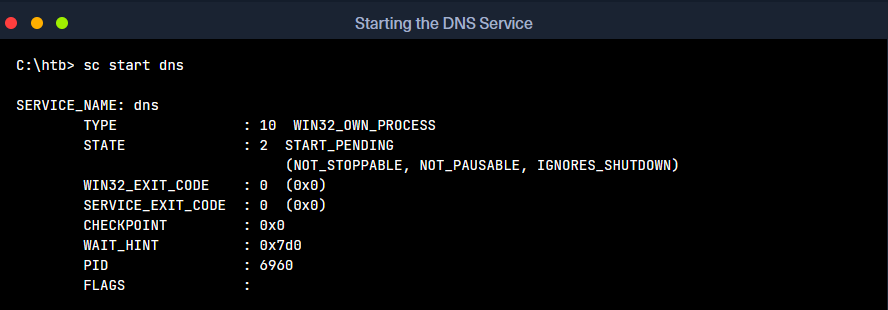 Starting the DNS Service
C:\htb> sc start dns
SERVICE_NAME: dns
        TYPE               : 10  WIN32_OWN_PROCESS
        STATE              : 2  START_PENDING
                                (NOT_STOPPABLE, NOT_PAUSABLE, IGNORES_SHUTDOWN)
        WIN32_EXIT_CODE    : 0  (0x0)
        SERVICE_EXIT_CODE  : 0  (0x0)
        CHECKPOINT         : 0x0
        WAIT_HINT          : 0x7d0
        PID                : 6960
        FLAGS              :